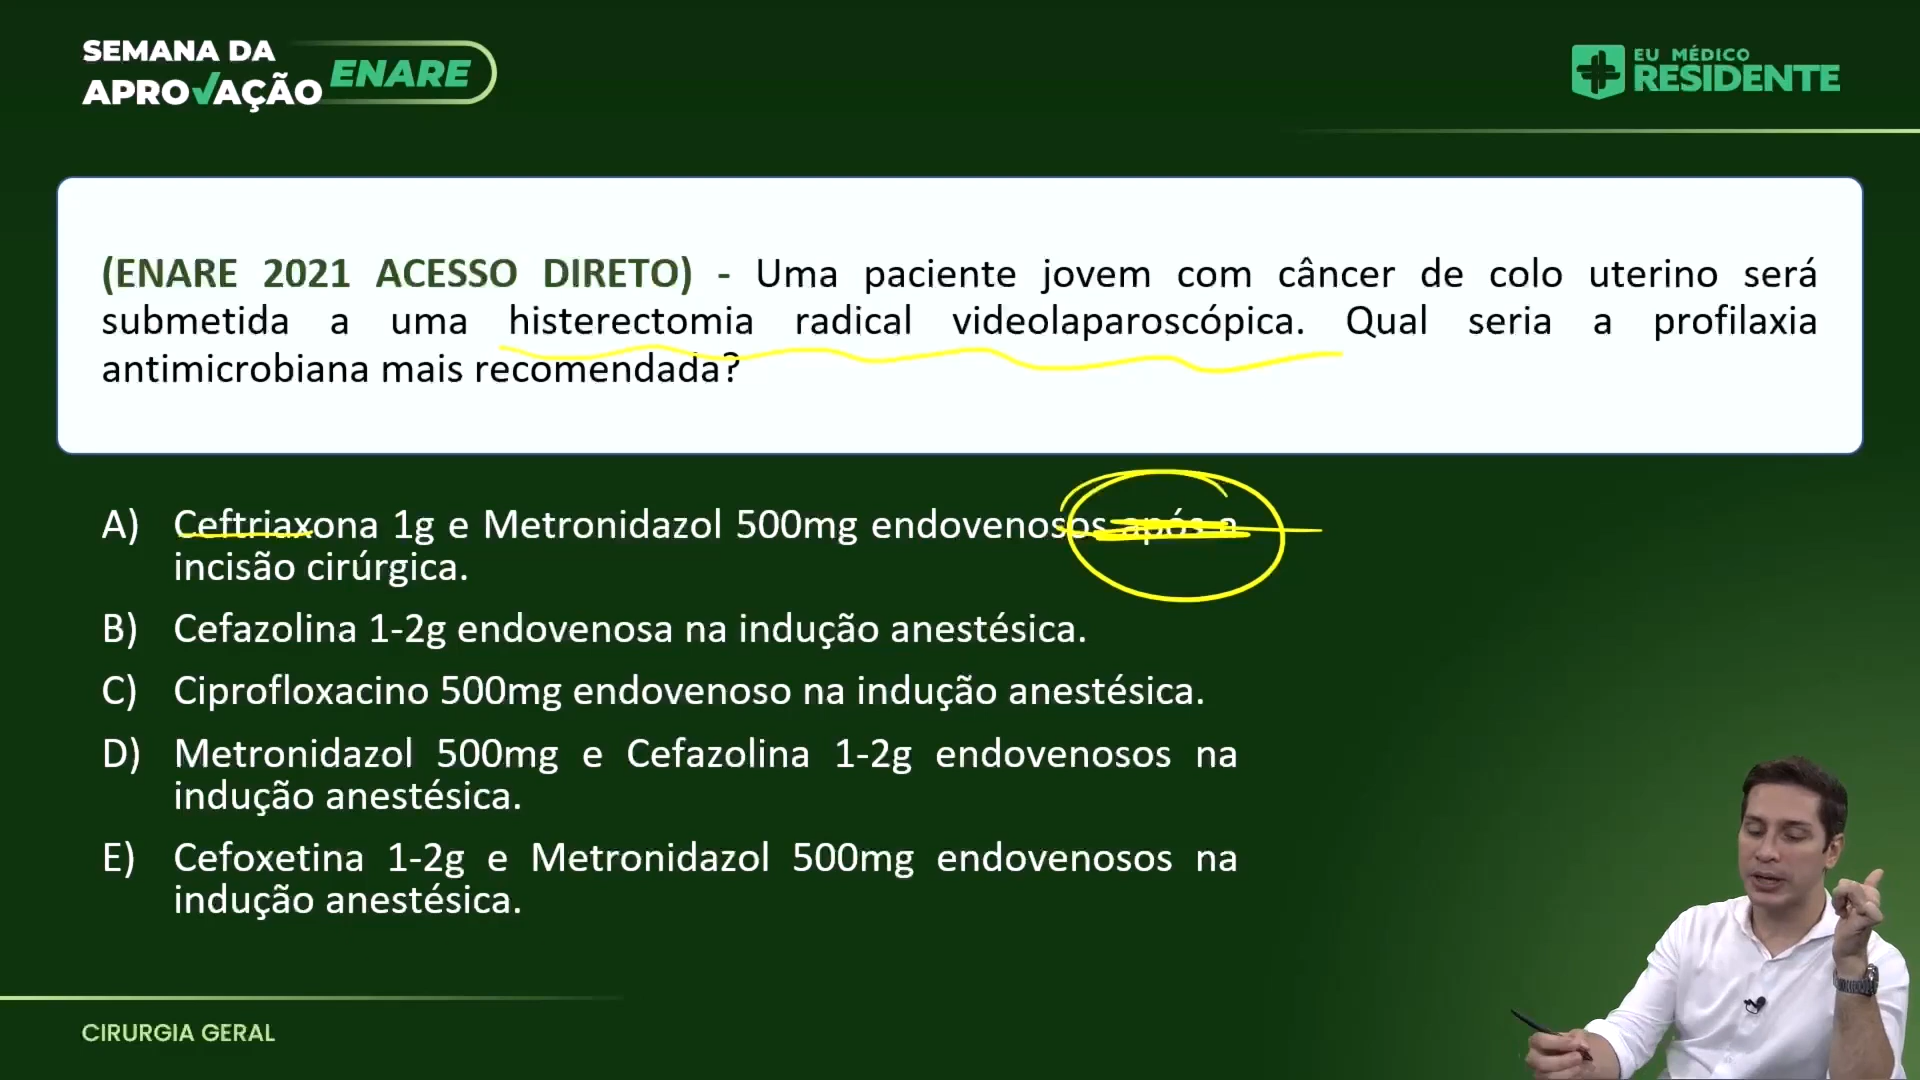 SEMANA DA
APROVAÇÃO ENARE
EU MÉDICO
RESIDENTE
(ENARE 2021 ACESSO DIRETO) - Uma paciente jovem com câncer de colo uterino será
submetida a uma histerectomia radical videolaparoscópica. Qual seria a profilaxia
antimicrobiana mais recomendada?
A) Ceftriaxona 1g e Metronidazol 500mg endovenosos após a
incisão cirúrgica.
B) Cefazolina 1-2g endovenosa na indução anestésica.
C) Ciprofloxacino 500mg endovenoso na indução anestésica.
D) Metronidazol 500mg e Cefazolina 1-2g endovenosos na
indução anestésica.
E) Cefoxetina 1-2g e Metronidazol 500mg endovenosos na
indução anestésica.
CIRURGIA GERAL